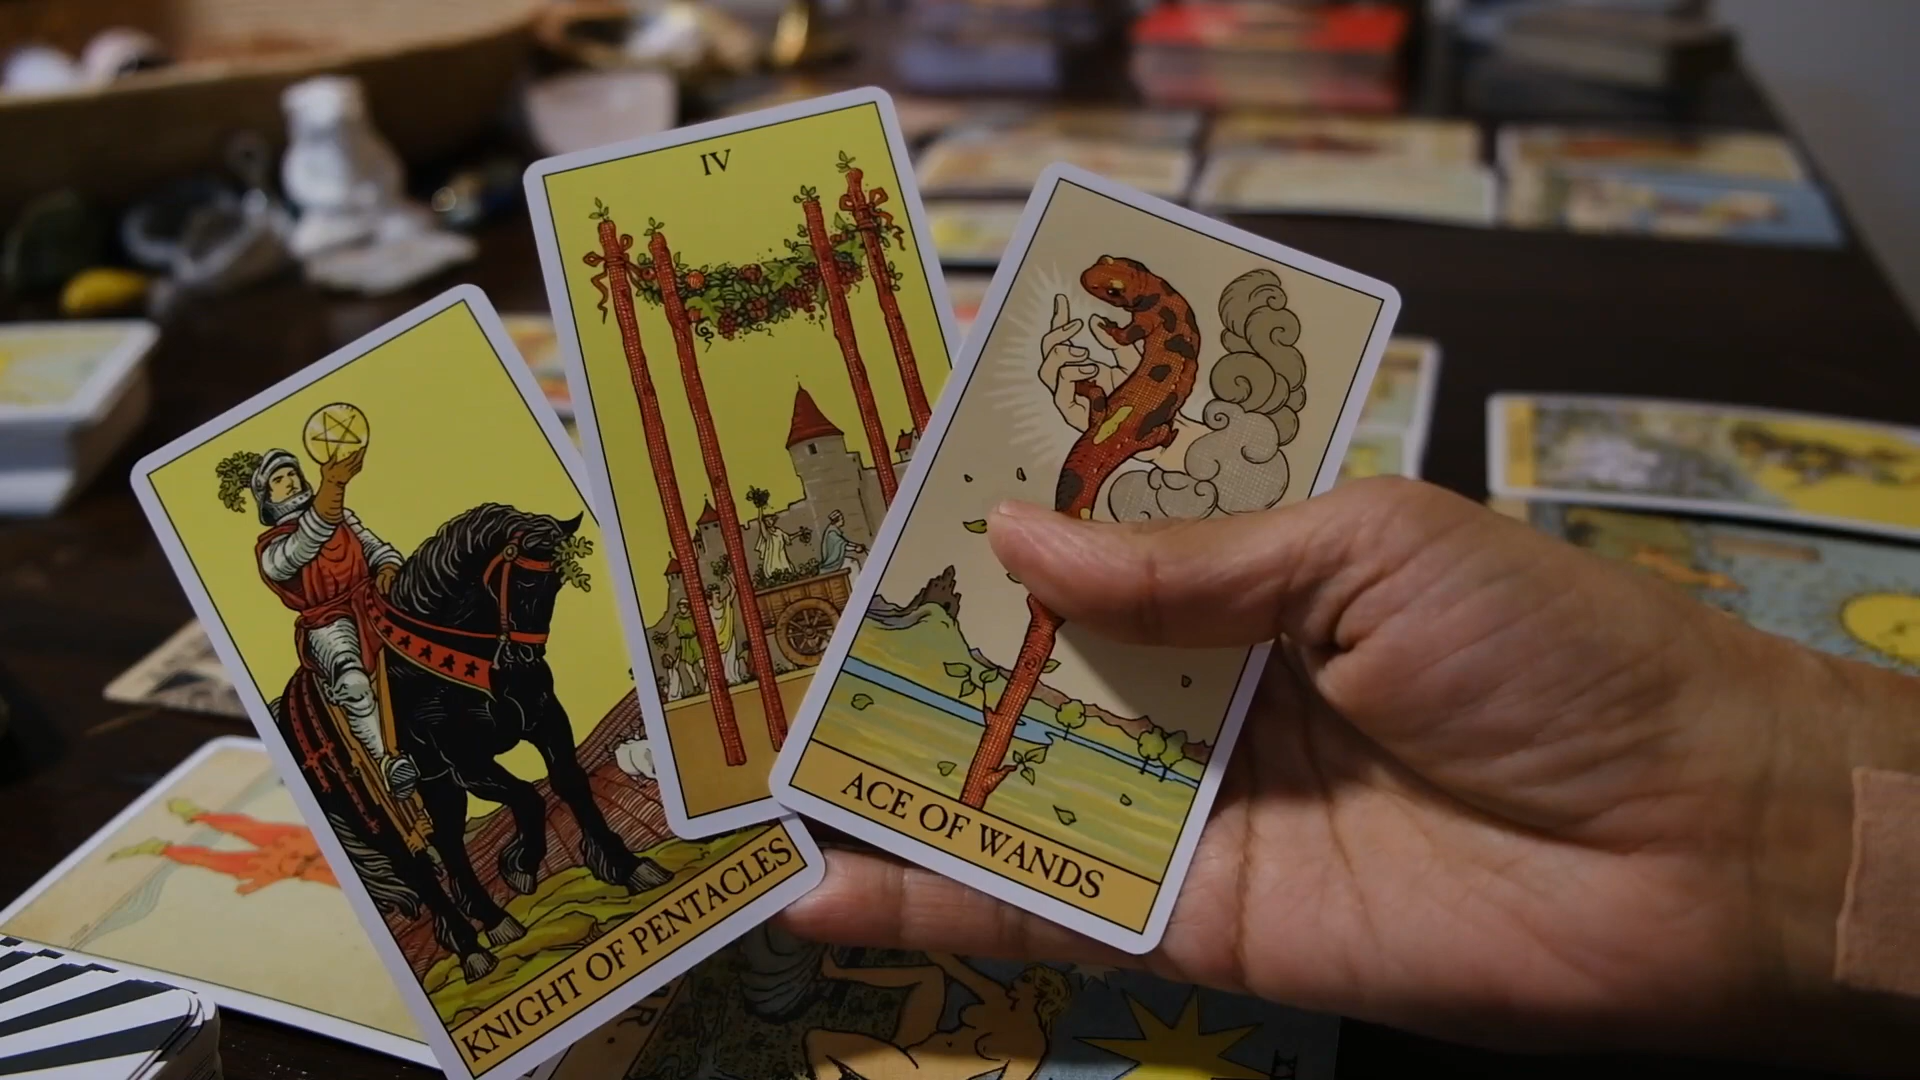 IV
KNIGHT OF PENTACLES
ACE OF WANDS